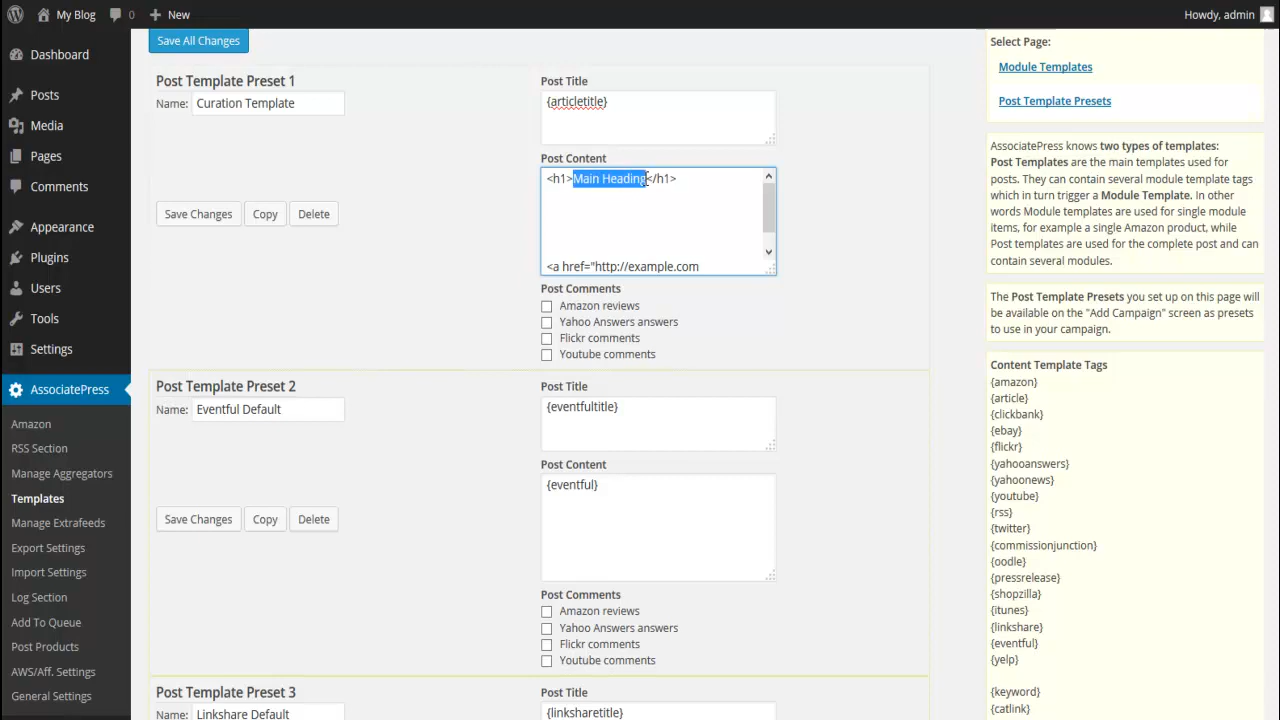 My Blog
0
New
Howdy, admin
Dashboard
Posts
Media
Pages
Comments
Appearance
Plugins
Users
Tools
Settings
AssociatePress
Amazon
RSS Section
Manage Aggregators
Templates
Manage Extrafeeds
Export Settings
Import Settings
Log Section
Add To Queue
Post Products
AWS/Aff. Settings
General Settings
Save All Changes
Post Template Preset 1
Name: Curation Template
Save Changes
Copy
Delete
Post Title
{articletitle}
Post Content
<h1>Main Heading</h1>
<a href="http://example.com
Post Comments
Amazon reviews
Yahoo Answers answers
Flickr comments
Youtube comments
Post Template Preset 2
Name: Eventful Default
Save Changes
Copy
Delete
Post Title
{eventfultitle}
Post Content
{eventful}
Post Comments
Amazon reviews
Yahoo Answers answers
Flickr comments
Youtube comments
Post Template Preset 3
Name: Linkshare Default
Post Title
{linksharetitle}
Select Page:
Module Templates
Post Template Presets
AssociatePress knows two types of templates:
Post Templates are the main templates used for
posts. They can contain several module template tags
which in turn trigger a Module Template. In other
words Module templates are used for single module
items, for example a single Amazon product, while
Post templates are used for the complete post and can
contain several modules.
The Post Template Presets you set up on this page will
be available on the "Add Campaign" screen as presets
to use in your campaign.
Content Template Tags
{amazon}
{article}
{clickbank}
{ebay}
{flickr}
{yahooanswers}
{yahoonews}
{youtube}
{rss}
{twitter}
{commissionjunction}
{oodle}
{pressrelease}
{shopzilla}
{itunes}
{linkshare}
{eventful}
{yelp}
{keyword}
{catlink}